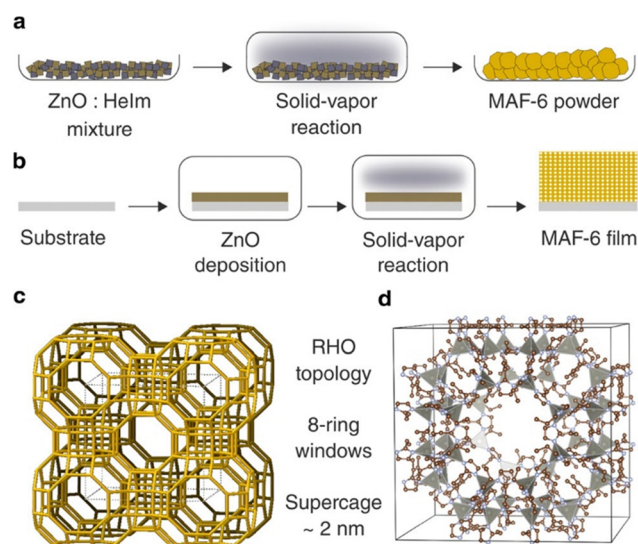 a
ZnO : HeIm
mixture
Solid-vapor
reaction
MAF-6 powder
b
Substrate
ZnO
deposition
Solid-vapor
reaction
MAF-6 film
c
RHO
topology
8-ring
windows
Supercage
~ 2 nm
d